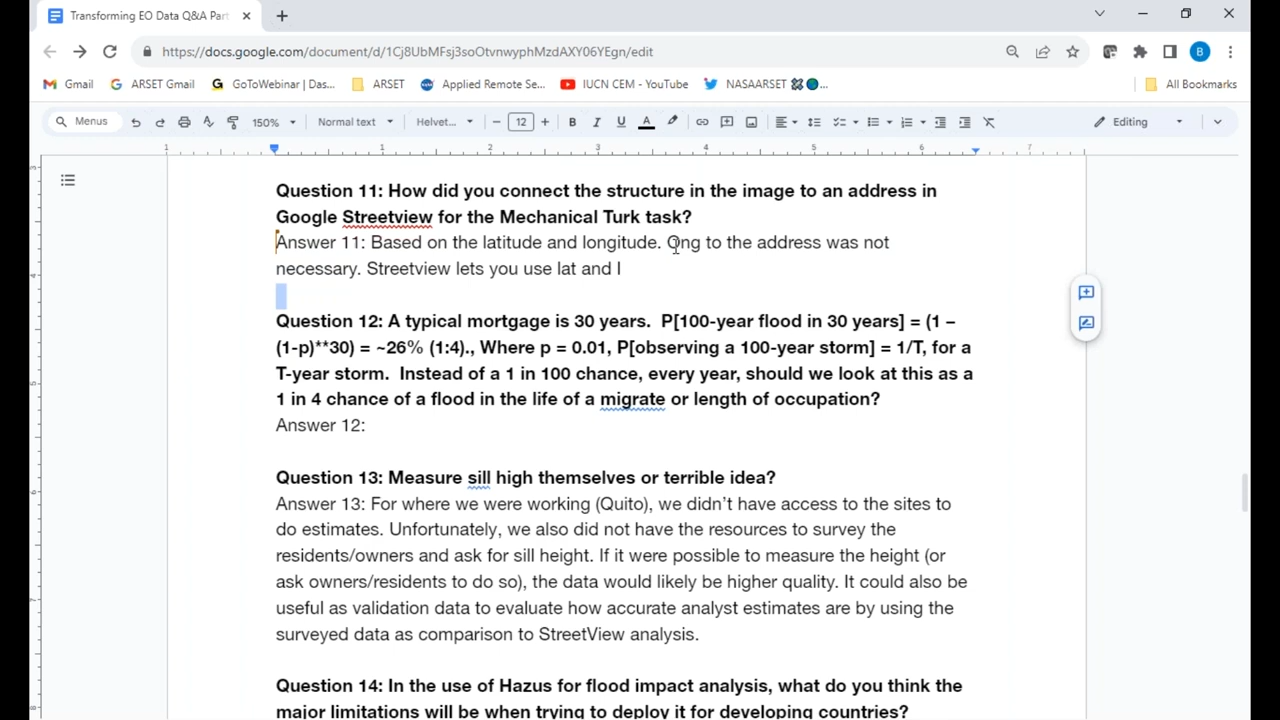 Transforming EO Data Q&A Part
https://docs.google.com/document/d/1Cj8UbMFsj3soOtvnwyphMzdAXY06YEgn/edit
B
Gmail
ARSET Gmail
GoToWebinar | Das...
ARSET
Applied Remote Se...
IUCN CEM - YouTube
NASAARSET
All Bookmarks
Menus
150%
Normal text
Helvet...
12
Editing
1 1 2 3 4 5 6 7
Question 11: How did you connect the structure in the image to an address in
Google Streetview for the Mechanical Turk task?
Answer 11: Based on the latitude and longitude. Ong to the address was not
necessary. Streetview lets you use lat and l
Question 12: A typical mortgage is 30 years. P[100-year flood in 30 years] = (1 –
(1-p)**30) = ~26% (1:4)., Where p = 0.01, P[observing a 100-year storm] = 1/T, for a
T-year storm. Instead of a 1 in 100 chance, every year, should we look at this as a
1 in 4 chance of a flood in the life of a migrate or length of occupation?
Answer 12:
Question 13: Measure sill high themselves or terrible idea?
Answer 13: For where we were working (Quito), we didn't have access to the sites to
do estimates. Unfortunately, we also did not have the resources to survey the
residents/owners and ask for sill height. If it were possible to measure the height (or
ask owners/residents to do so), the data would likely be higher quality. It could also be
useful as validation data to evaluate how accurate analyst estimates are by using the
surveyed data as comparison to StreetView analysis.
Question 14: In the use of Hazus for flood impact analysis, what do you think the
major limitations will be when trying to deploy it for developing countries?